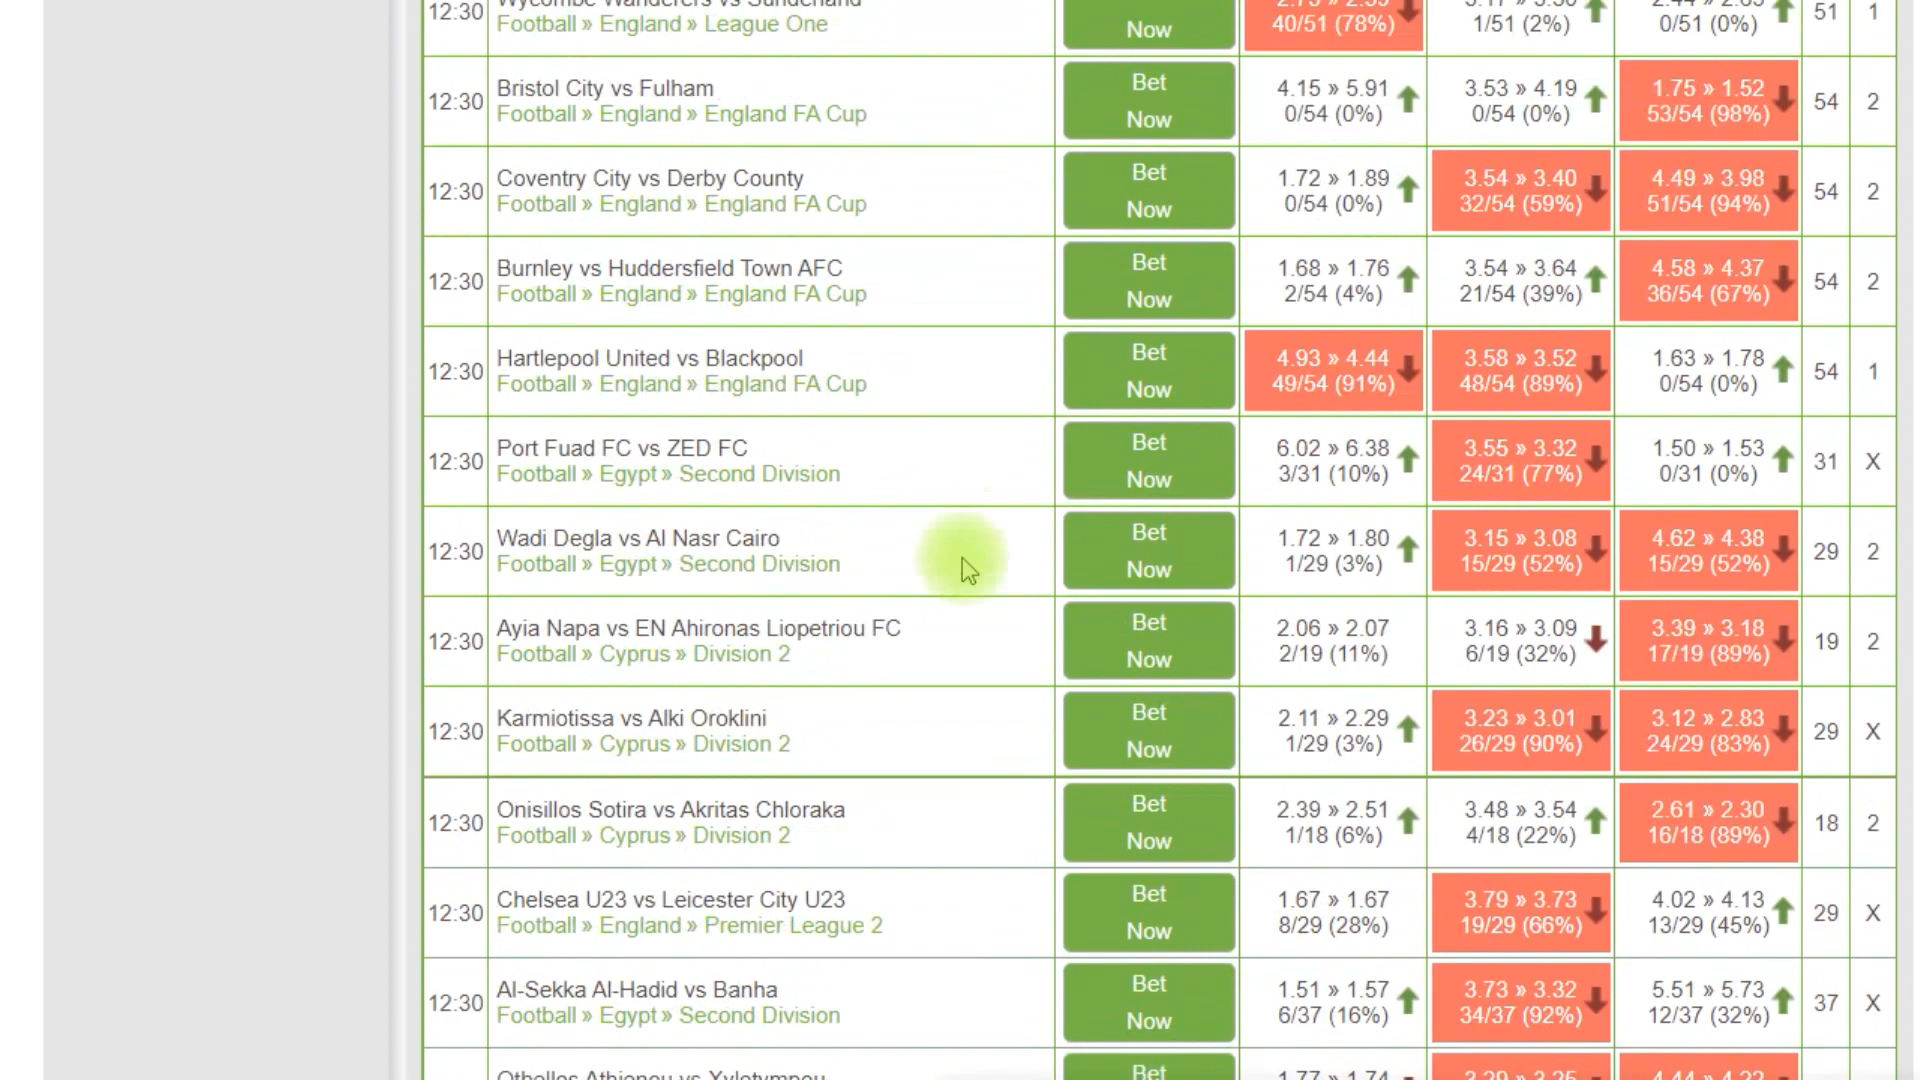 12:30 Wycombe Wanderers vs Sunderland
Football » England » League One
Now
40/51 (78%)
1/51 (2%)
0/51 (0%)
51 1
12:30 Bristol City vs Fulham
Football » England » England FA Cup
Bet
Now
4.15 » 5.91
0/54 (0%)
3.53 » 4.19
0/54 (0%)
1.75 » 1.52
53/54 (98%)
54 2
12:30 Coventry City vs Derby County
Football » England » England FA Cup
Bet
Now
1.72 » 1.89
0/54 (0%)
3.54 » 3.40
32/54 (59%)
4.49 » 3.98
51/54 (94%)
54 2
12:30 Burnley vs Huddersfield Town AFC
Football » England » England FA Cup
Bet
Now
1.68 » 1.76
2/54 (4%)
3.54 » 3.64
21/54 (39%)
4.58 » 4.37
36/54 (67%)
54 2
12:30 Hartlepool United vs Blackpool
Football » England » England FA Cup
Bet
Now
4.93 » 4.44
49/54 (91%)
3.58 » 3.52
48/54 (89%)
1.63 » 1.78
0/54 (0%)
54 1
12:30 Port Fuad FC vs ZED FC
Football » Egypt » Second Division
Bet
Now
6.02 » 6.38
3/31 (10%)
3.55 » 3.32
24/31 (77%)
1.50 » 1.53
0/31 (0%)
31 X
12:30 Wadi Degla vs Al Nasr Cairo
Football » Egypt » Second Division
Bet
Now
1.72 » 1.80
1/29 (3%)
3.15 » 3.08
15/29 (52%)
4.62 » 4.38
15/29 (52%)
29 2
12:30 Ayia Napa vs EN Ahironas Liopetriou FC
Football » Cyprus » Division 2
Bet
Now
2.06 » 2.07
2/19 (11%)
3.16 » 3.09
6/19 (32%)
3.39 » 3.18
17/19 (89%)
19 2
12:30 Karmiotissa vs Alki Oroklini
Football » Cyprus » Division 2
Bet
Now
2.11 » 2.29
1/29 (3%)
3.23 » 3.01
26/29 (90%)
3.12 » 2.83
24/29 (83%)
29 X
12:30 Onisillos Sotira vs Akritas Chloraka
Football » Cyprus » Division 2
Bet
Now
2.39 » 2.51
1/18 (6%)
3.48 » 3.54
4/18 (22%)
2.61 » 2.30
16/18 (89%)
18 2
12:30 Chelsea U23 vs Leicester City U23
Football » England » Premier League 2
Bet
Now
1.67 » 1.67
8/29 (28%)
3.79 » 3.73
19/29 (66%)
4.02 » 4.13
13/29 (45%)
29 X
12:30 Al-Sekka Al-Hadid vs Banha
Football » Egypt » Second Division
Bet
Now
1.51 » 1.57
6/37 (16%)
3.73 » 3.32
34/37 (92%)
5.51 » 5.73
12/37 (32%)
37 X
Othellos Athienou vs Xylotympou
Bet
1.77 » 1.74
3.29 » 3.25
4.44 » 4.22